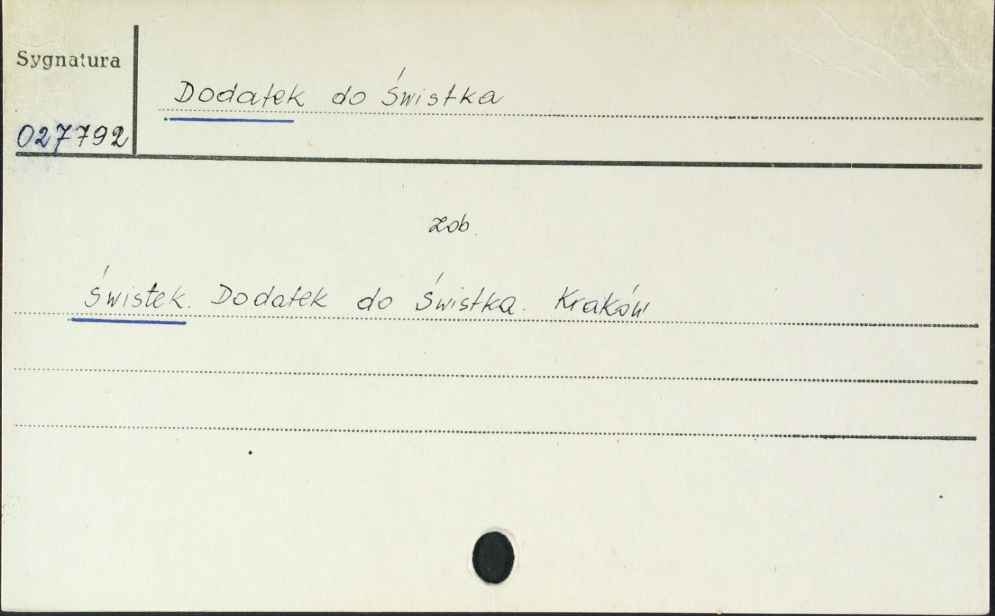 Sygnatura
Dodatek do Świstka
027792
zob.
Świstek. Dodatek do Świstka. Kraków